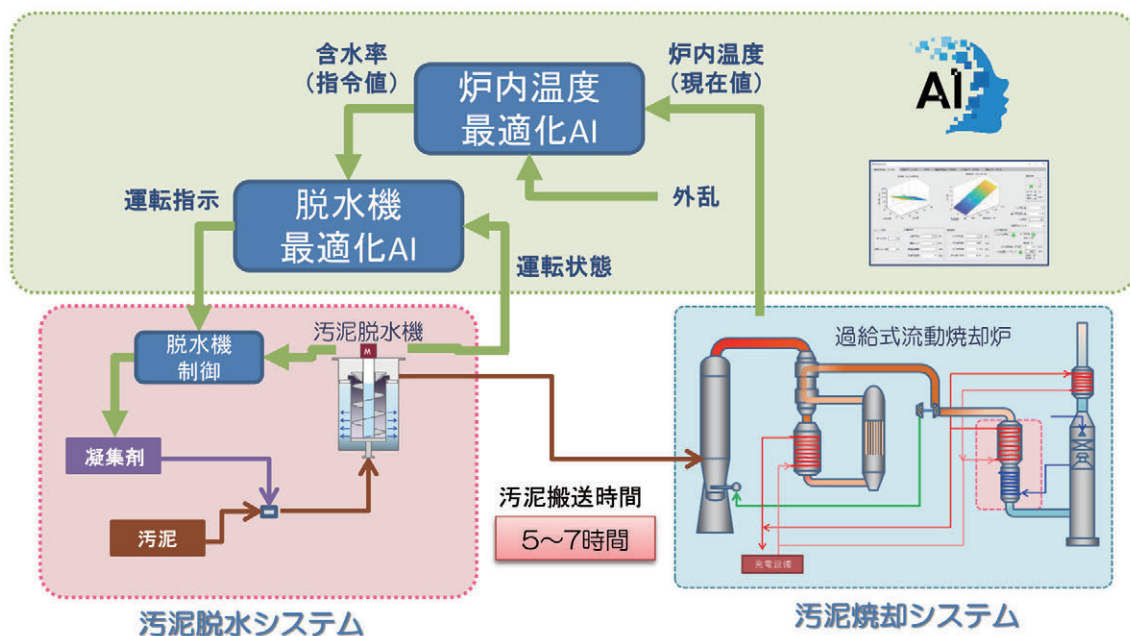 含水率
（指令値）
炉内温度
（現在値）
炉内温度
最適化AI
AI
運転指示
脱水機
最適化AI
外乱
運転状態
汚泥脱水機
脱水機
制御
M
凝集剤
汚泥
汚泥搬送時間
5～7時間
過給式流動焼却炉
発電設備
汚泥脱水システム
汚泥焼却システム